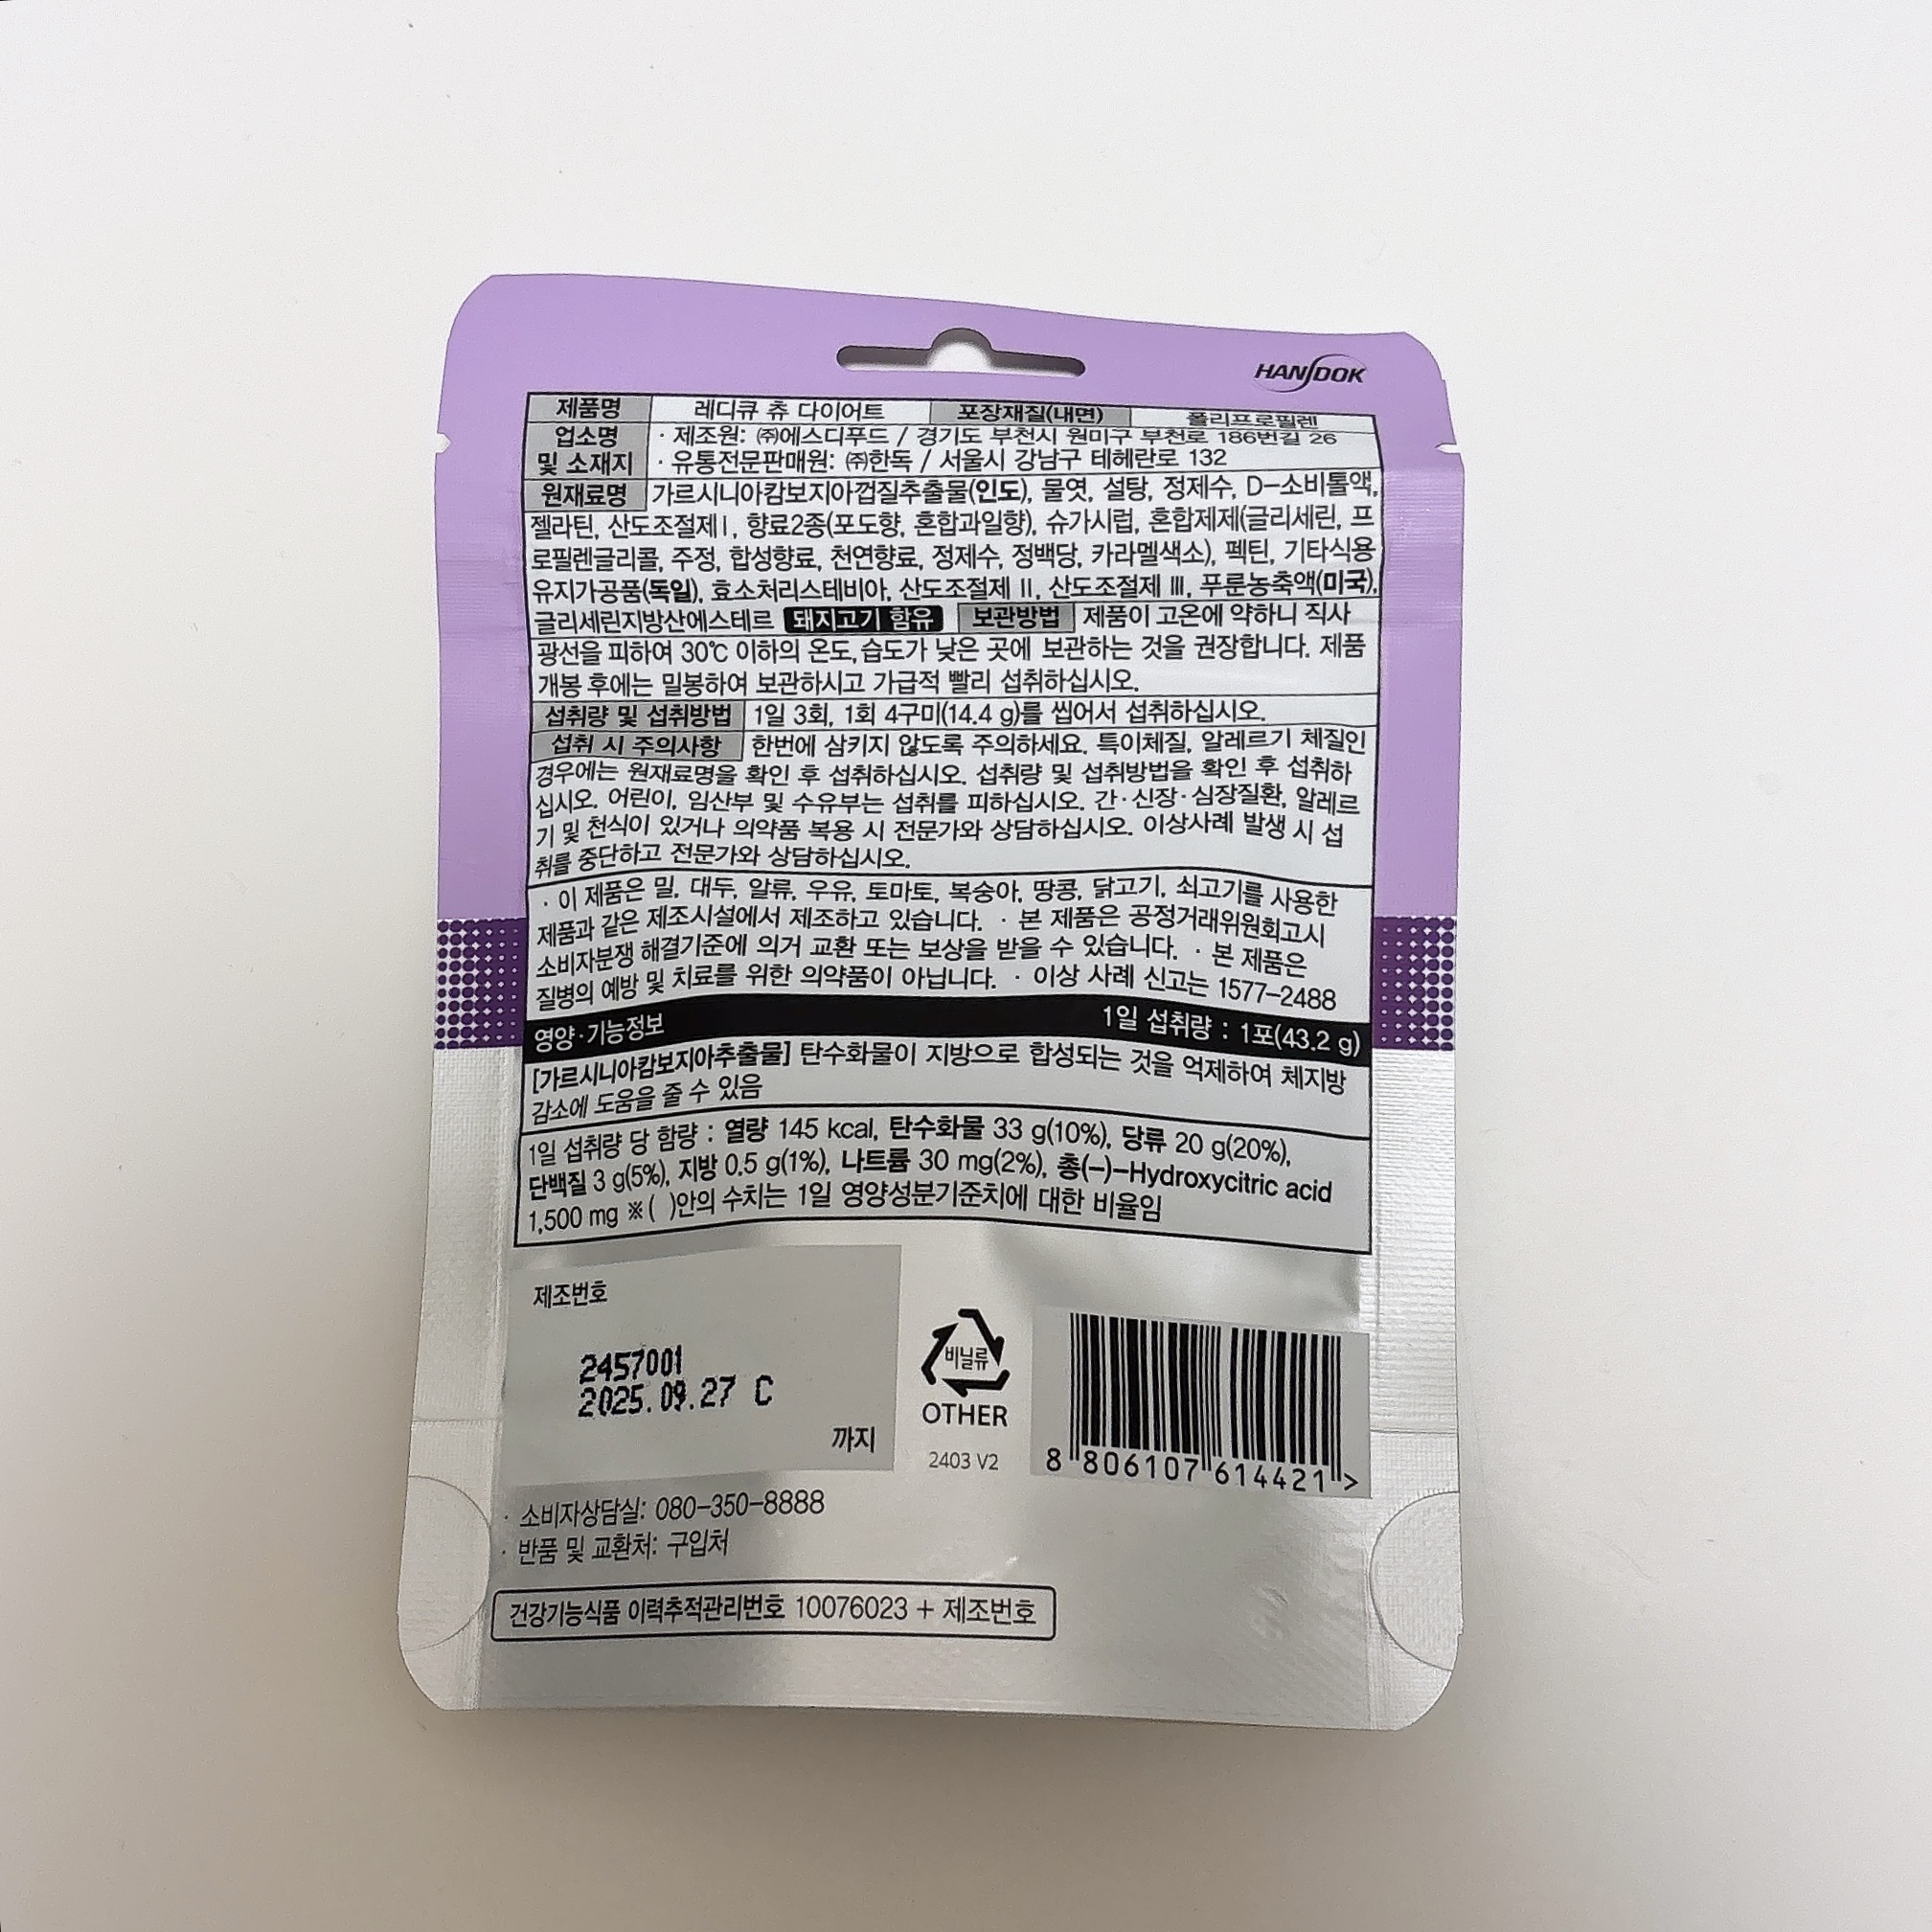 HANDOK
제품명 레디큐 츄 다이어트 포장재질(내면) 폴리프로필렌
업소명 및 소재지 · 제조원: ㈜에스디푸드 / 경기도 부천시 원미구 부천로 186번길 26
· 유통전문판매원: ㈜한독 / 서울시 강남구 테헤란로 132
원재료명 가르시니아캄보지아껍질추출물(인도), 물엿, 설탕, 정제수, D-소비톨액,
젤라틴, 산도조절제Ⅰ, 향료2종(포도향, 혼합과일향), 슈가시럽, 혼합제제(글리세린, 프
로필렌글리콜, 주정, 합성향료, 천연향료, 정제수, 정백당, 카라멜색소), 펙틴, 기타식용
유지가공품(독일), 효소처리스테비아, 산도조절제 Ⅱ, 산도조절제 Ⅲ, 푸룬농축액(미국),
글리세린지방산에스테르 돼지고기 함유 보관방법 제품이 고온에 약하니 직사
광선을 피하여 30℃ 이하의 온도, 습도가 낮은 곳에 보관하는 것을 권장합니다. 제품
개봉 후에는 밀봉하여 보관하시고 가급적 빨리 섭취하십시오.
섭취량 및 섭취방법 1일 3회, 1회 4구미(14.4 g)를 씹어서 섭취하십시오.
섭취 시 주의사항 한번에 삼키지 않도록 주의하세요. 특이체질, 알레르기 체질인
경우에는 원재료명을 확인 후 섭취하십시오. 섭취량 및 섭취방법을 확인 후 섭취하
십시오. 어린이, 임산부 및 수유부는 섭취를 피하십시오. 간·신장·심장질환, 알레르
기 및 천식이 있거나 의약품 복용 시 전문가와 상담하십시오. 이상사례 발생 시 섭
취를 중단하고 전문가와 상담하십시오.
· 이 제품은 밀, 대두, 알류, 우유, 토마토, 복숭아, 땅콩, 닭고기, 쇠고기를 사용한
제품과 같은 제조시설에서 제조하고 있습니다. · 본 제품은 공정거래위원회고시
소비자분쟁 해결기준에 의거 교환 또는 보상을 받을 수 있습니다. · 본 제품은
질병의 예방 및 치료를 위한 의약품이 아닙니다. · 이상 사례 신고는 1577-2488
영양·기능정보 1일 섭취량 : 1포(43.2 g)
[가르시니아캄보지아추출물] 탄수화물이 지방으로 합성되는 것을 억제하여 체지방
감소에 도움을 줄 수 있음
1일 섭취량 당 함량 : 열량 145 kcal, 탄수화물 33 g(10%), 당류 20 g(20%),
단백질 3 g(5%), 지방 0.5 g(1%), 나트륨 30 mg(2%), 총(-)-Hydroxycitric acid
1,500 mg ※( )안의 수치는 1일 영양성분기준치에 대한 비율임
제조번호
2457001
2025.09.27 C
까지
비닐류
OTHER
2403 V2
8 806107 614421 >
· 소비자상담실: 080-350-8888
· 반품 및 교환처: 구입처
건강기능식품 이력추적관리번호 10076023 + 제조번호